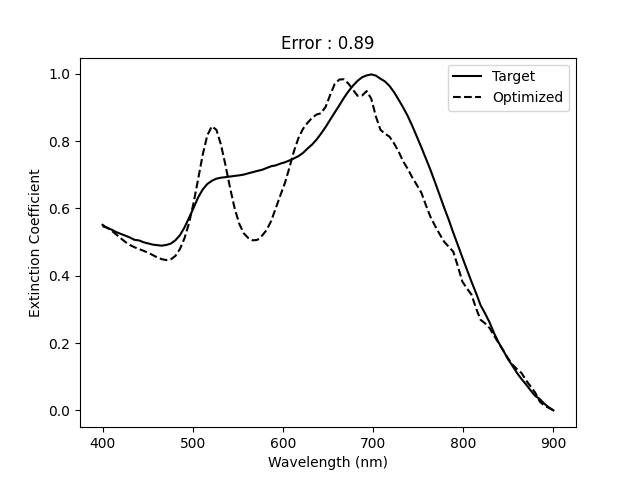 Error : 0.89
Target
Optimized
Extinction Coefficient
1.0
0.8
0.6
0.4
0.2
0.0
400 500 600 700 800 900
Wavelength (nm)